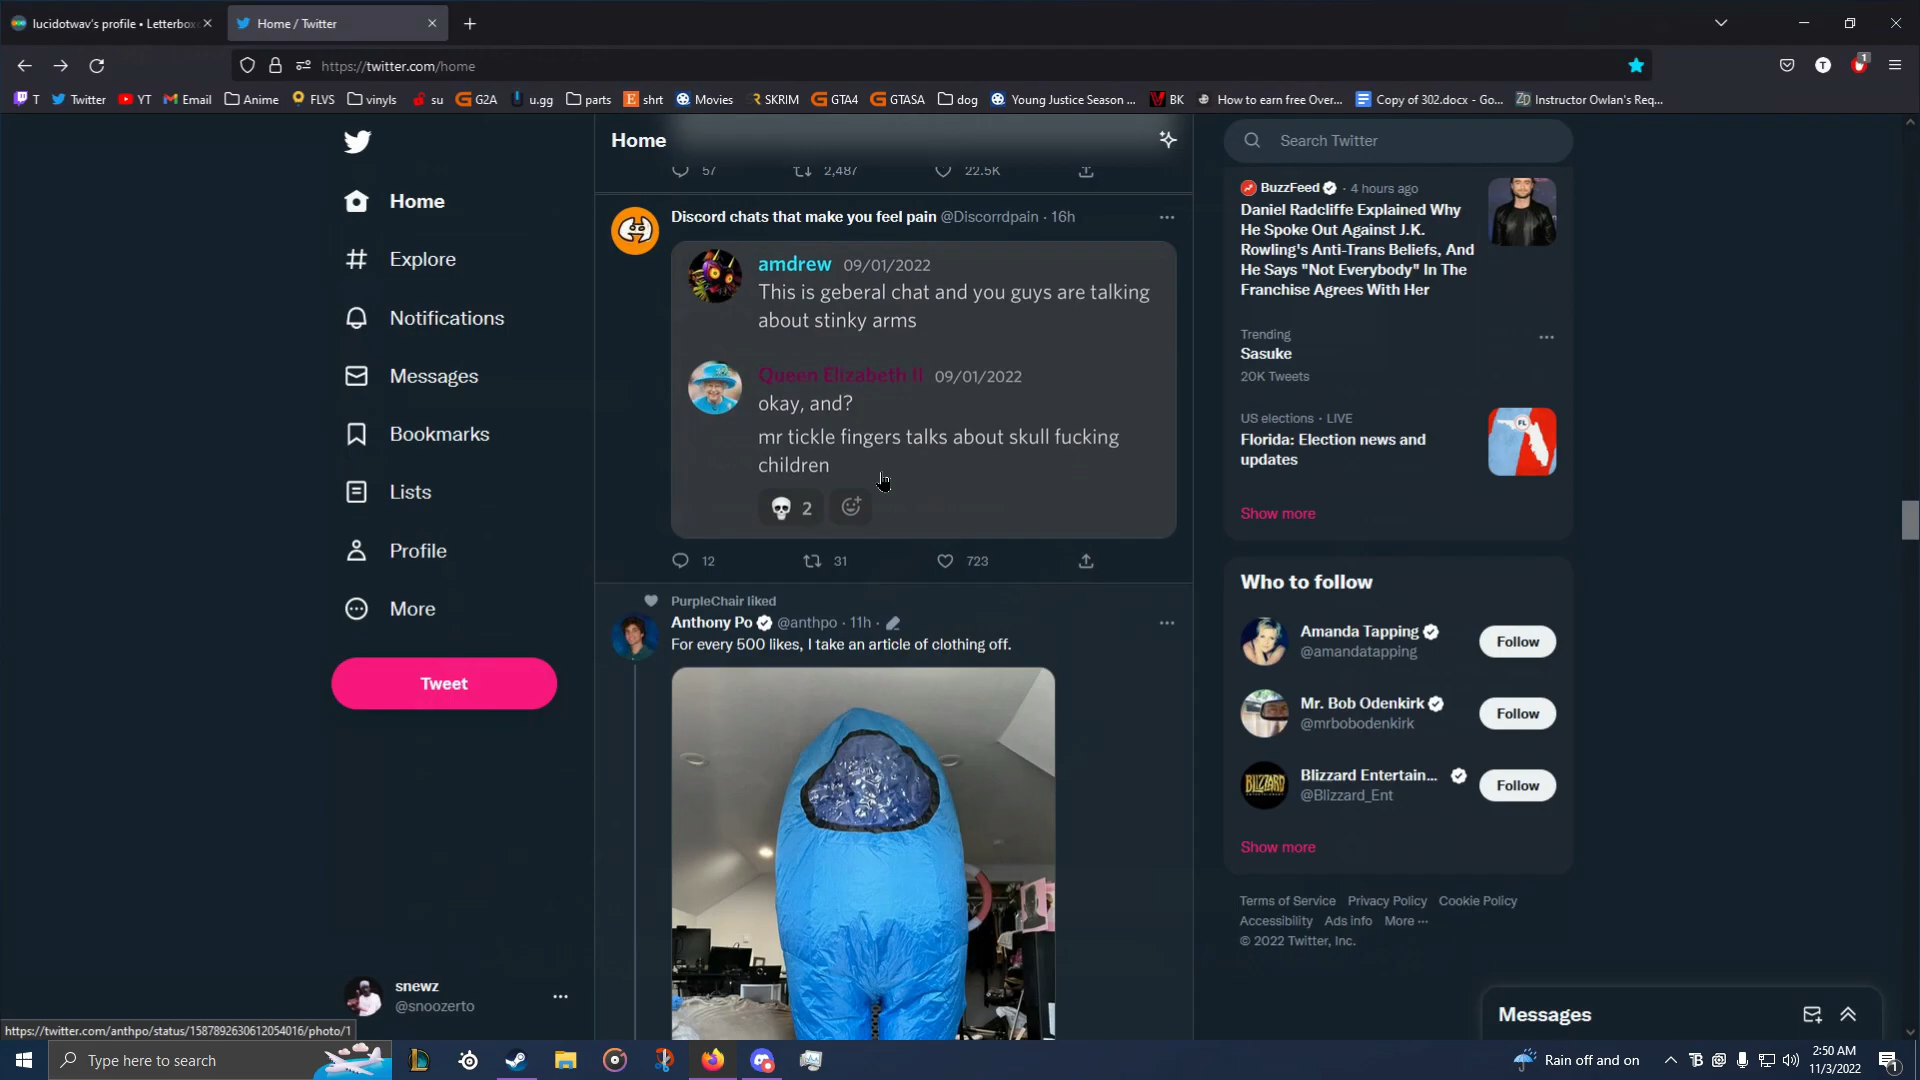 lucidotwav's profile • Letterbox
Home / Twitter
https://twitter.com/home
1
T
Twitter
YT
Email
Anime
FLVS
vinyls
su
G2A
u.gg
parts
shrt
Movies
SKRIM
GTA4
GTASA
dog
Young Justice Season ...
BK
How to earn free Over...
Copy of 302.docx - Go...
Instructor Owlan's Req...
Home
Explore
Notifications
Messages
Bookmarks
Lists
Profile
More
Tweet
snewz
@snoozerto
Home
57 2,487 22.5K
Discord chats that make you feel pain @Discorrdpain · 16h
amdrew 09/01/2022
This is geberal chat and you guys are talking
about stinky arms
Queen Elizabeth II 09/01/2022
okay, and?
mr tickle fingers talks about skull fucking
children
2
12 31 723
PurpleChair liked
Anthony Po @anthpo · 11h ·
For every 500 likes, I take an article of clothing off.
Search Twitter
BuzzFeed · 4 hours ago
Daniel Radcliffe Explained Why
He Spoke Out Against J.K.
Rowling's Anti-Trans Beliefs, And
He Says "Not Everybody" In The
Franchise Agrees With Her
Trending
Sasuke
20K Tweets
US elections · LIVE
Florida: Election news and
updates
FL
Show more
Who to follow
Amanda Tapping
@amandatapping
Follow
Mr. Bob Odenkirk
@mrbobodenkirk
Follow
BLIZZARD
Blizzard Entertain...
@Blizzard_Ent
Follow
Show more
Terms of Service Privacy Policy Cookie Policy
Accessibility Ads info More ···
© 2022 Twitter, Inc.
Messages
https://twitter.com/anthpo/status/1587892630612054016/photo/1
Type here to search
Rain off and on
2:50 AM
11/3/2022
1